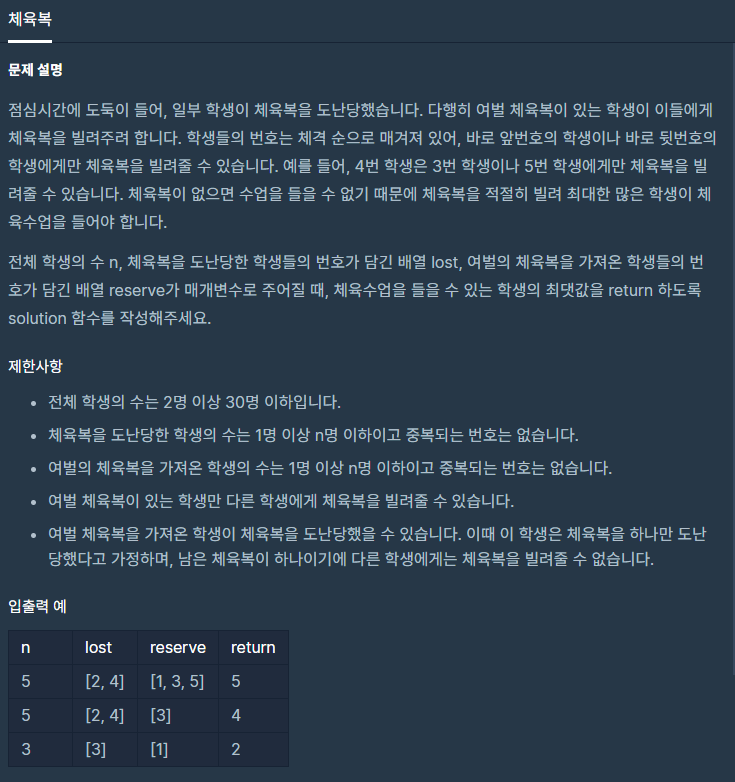 체육복
문제 설명
점심시간에 도둑이 들어, 일부 학생이 체육복을 도난당했습니다. 다행히 여벌 체육복이 있는 학생이 이들에게
체육복을 빌려주려 합니다. 학생들의 번호는 체격 순으로 매겨져 있어, 바로 앞번호의 학생이나 바로 뒷번호의
학생에게만 체육복을 빌려줄 수 있습니다. 예를 들어, 4번 학생은 3번 학생이나 5번 학생에게만 체육복을 빌
려줄 수 있습니다. 체육복이 없으면 수업을 들을 수 없기 때문에 체육복을 적절히 빌려 최대한 많은 학생이 체
육수업을 들어야 합니다.
전체 학생의 수 n, 체육복을 도난당한 학생들의 번호가 담긴 배열 lost, 여벌의 체육복을 가져온 학생들의 번
호가 담긴 배열 reserve가 매개변수로 주어질 때, 체육수업을 들을 수 있는 학생의 최댓값을 return 하도록
solution 함수를 작성해주세요.
제한사항
• 전체 학생의 수는 2명 이상 30명 이하입니다.
• 체육복을 도난당한 학생의 수는 1명 이상 n명 이하이고 중복되는 번호는 없습니다.
• 여벌의 체육복을 가져온 학생의 수는 1명 이상 n명 이하이고 중복되는 번호는 없습니다.
• 여벌 체육복이 있는 학생만 다른 학생에게 체육복을 빌려줄 수 있습니다.
• 여벌 체육복을 가져온 학생이 체육복을 도난당했을 수 있습니다. 이때 이 학생은 체육복을 하나만 도난
당했다고 가정하며, 남은 체육복이 하나이기에 다른 학생에게는 체육복을 빌려줄 수 없습니다.
입출력 예
n lost reserve return
5 [2, 4] [1, 3, 5] 5
5 [2, 4] [3] 4
3 [3] [1] 2